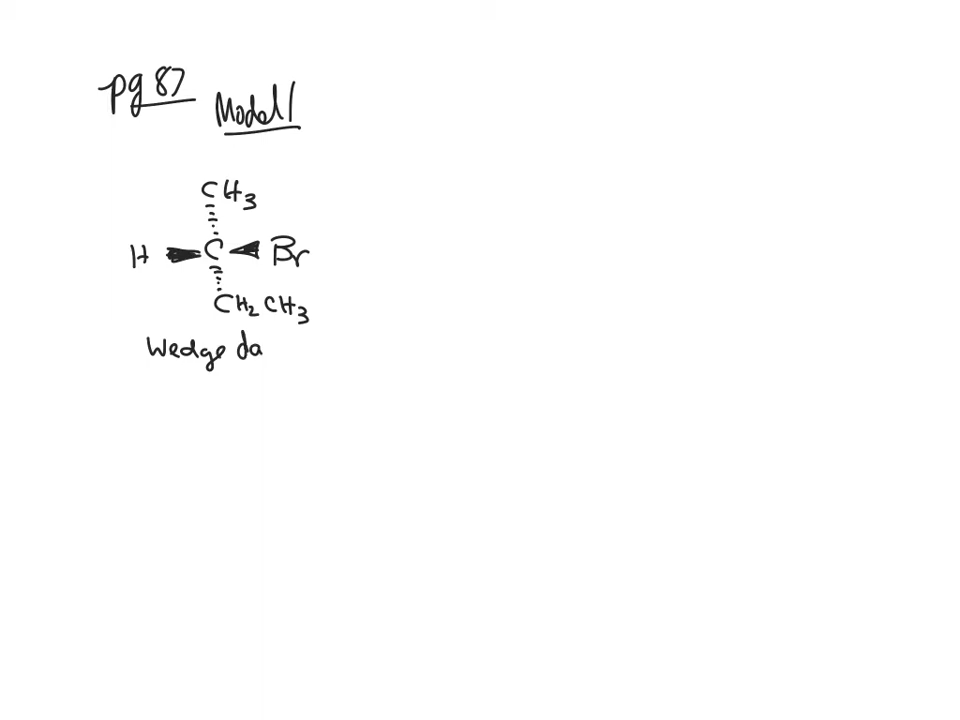 pg 87
Model 1
CH3
H C Br
CH2CH3
Wedge da